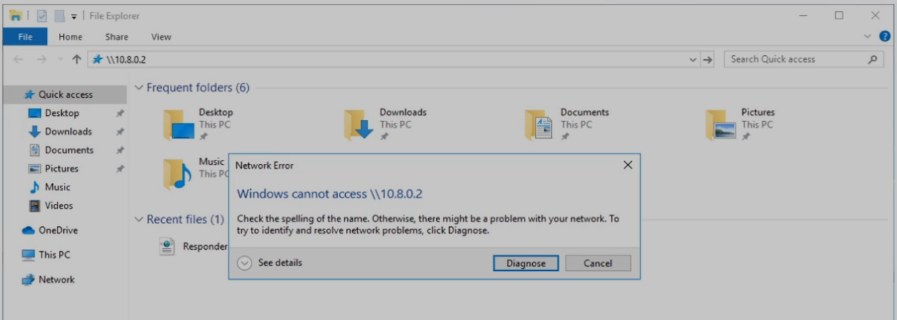 File Explorer
File Home Share View
\\10.8.0.2 Search Quick access
Quick access
Desktop
Downloads
Documents
Pictures
Music
Videos
OneDrive
This PC
Network
Frequent folders (6)
Desktop
This PC
Downloads
This PC
Documents
This PC
Pictures
This PC
Music
This PC
Recent files (1)
Responder
Network Error
Windows cannot access \\10.8.0.2
Check the spelling of the name. Otherwise, there might be a problem with your network. To
try to identify and resolve network problems, click Diagnose.
See details Diagnose Cancel